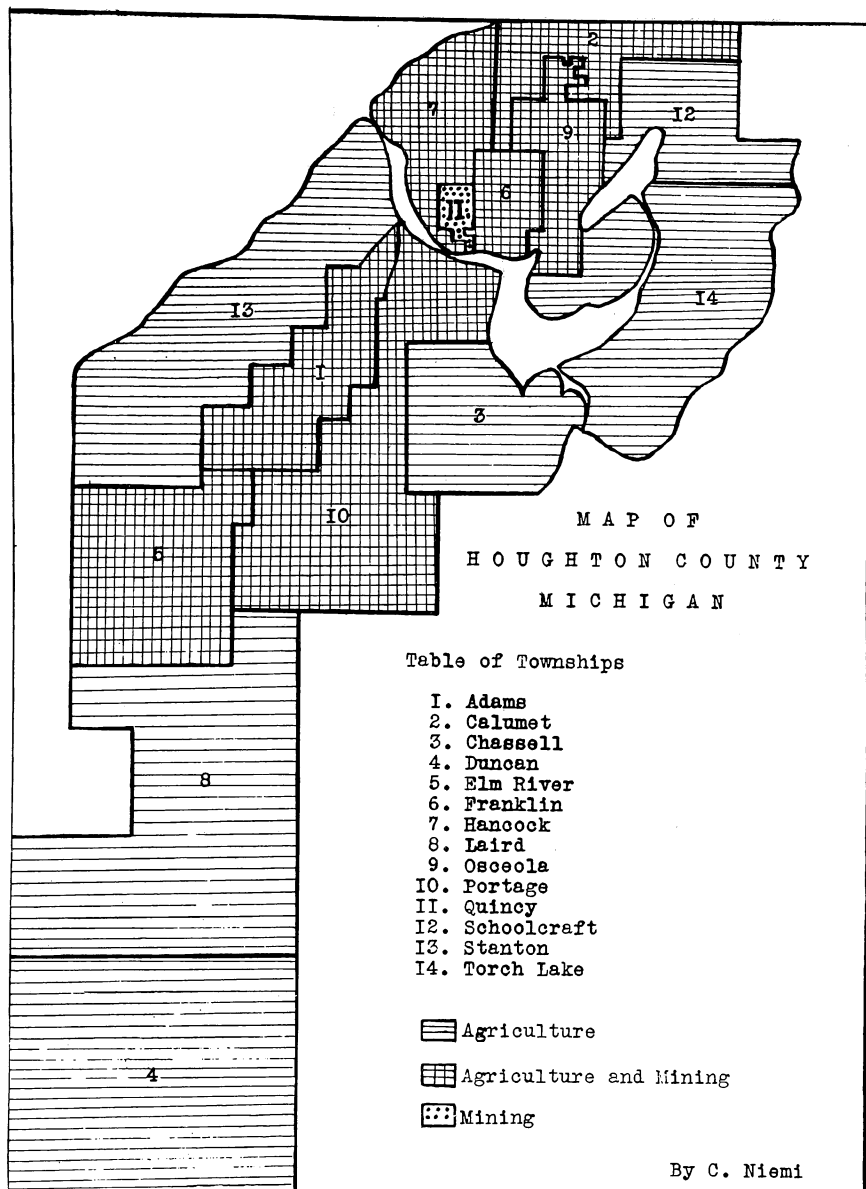 2
7
I2
9
6
II
I3
I4
I
3
I0
5
MAP OF
HOUGHTON COUNTY
MICHIGAN
Table of Townships
I. Adams
2. Calumet
3. Chassell
4. Duncan
5. Elm River
6. Franklin
7. Hancock
8. Laird
9. Osceola
I0. Portage
II. Quincy
I2. Schoolcraft
I3. Stanton
I4. Torch Lake
8
Agriculture
4
Agriculture and Mining
Mining
By C. Niemi